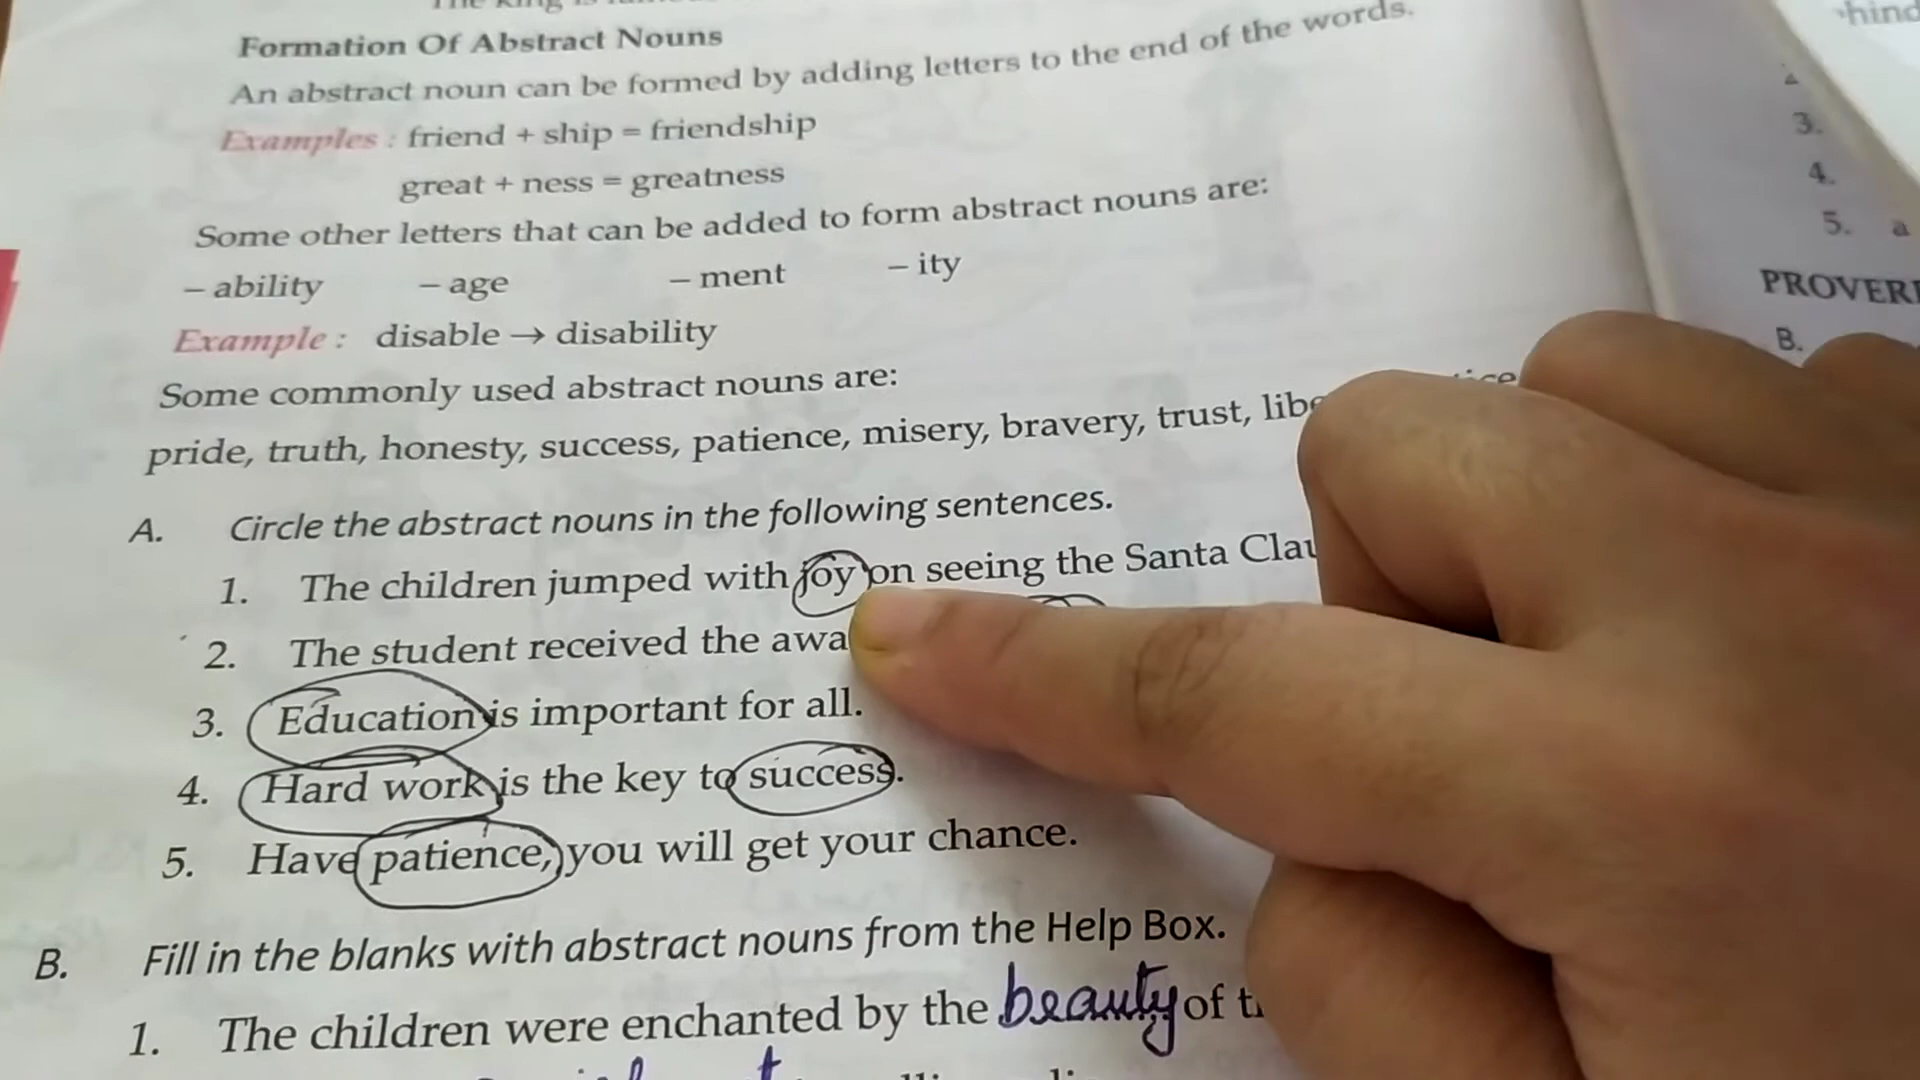 Formation Of Abstract Nouns
An abstract noun can be formed by adding letters to the end of the words.
Examples : friend + ship = friendship
great + ness = greatness
Some other letters that can be added to form abstract nouns are:
– ability – age – ment – ity
Example : disable → disability
Some commonly used abstract nouns are:
pride, truth, honesty, success, patience, misery, bravery, trust,
A. Circle the abstract nouns in the following sentences.
1. The children jumped with joy on seeing the Santa
2. The student received the
3. Education is important for all.
4. Hard work is the key to success.
5. Have patience, you will get your chance.
B. Fill in the blanks with abstract nouns from the Help Box.
1. The children were enchanted by the beauty of
3.
4.
5. a
B.